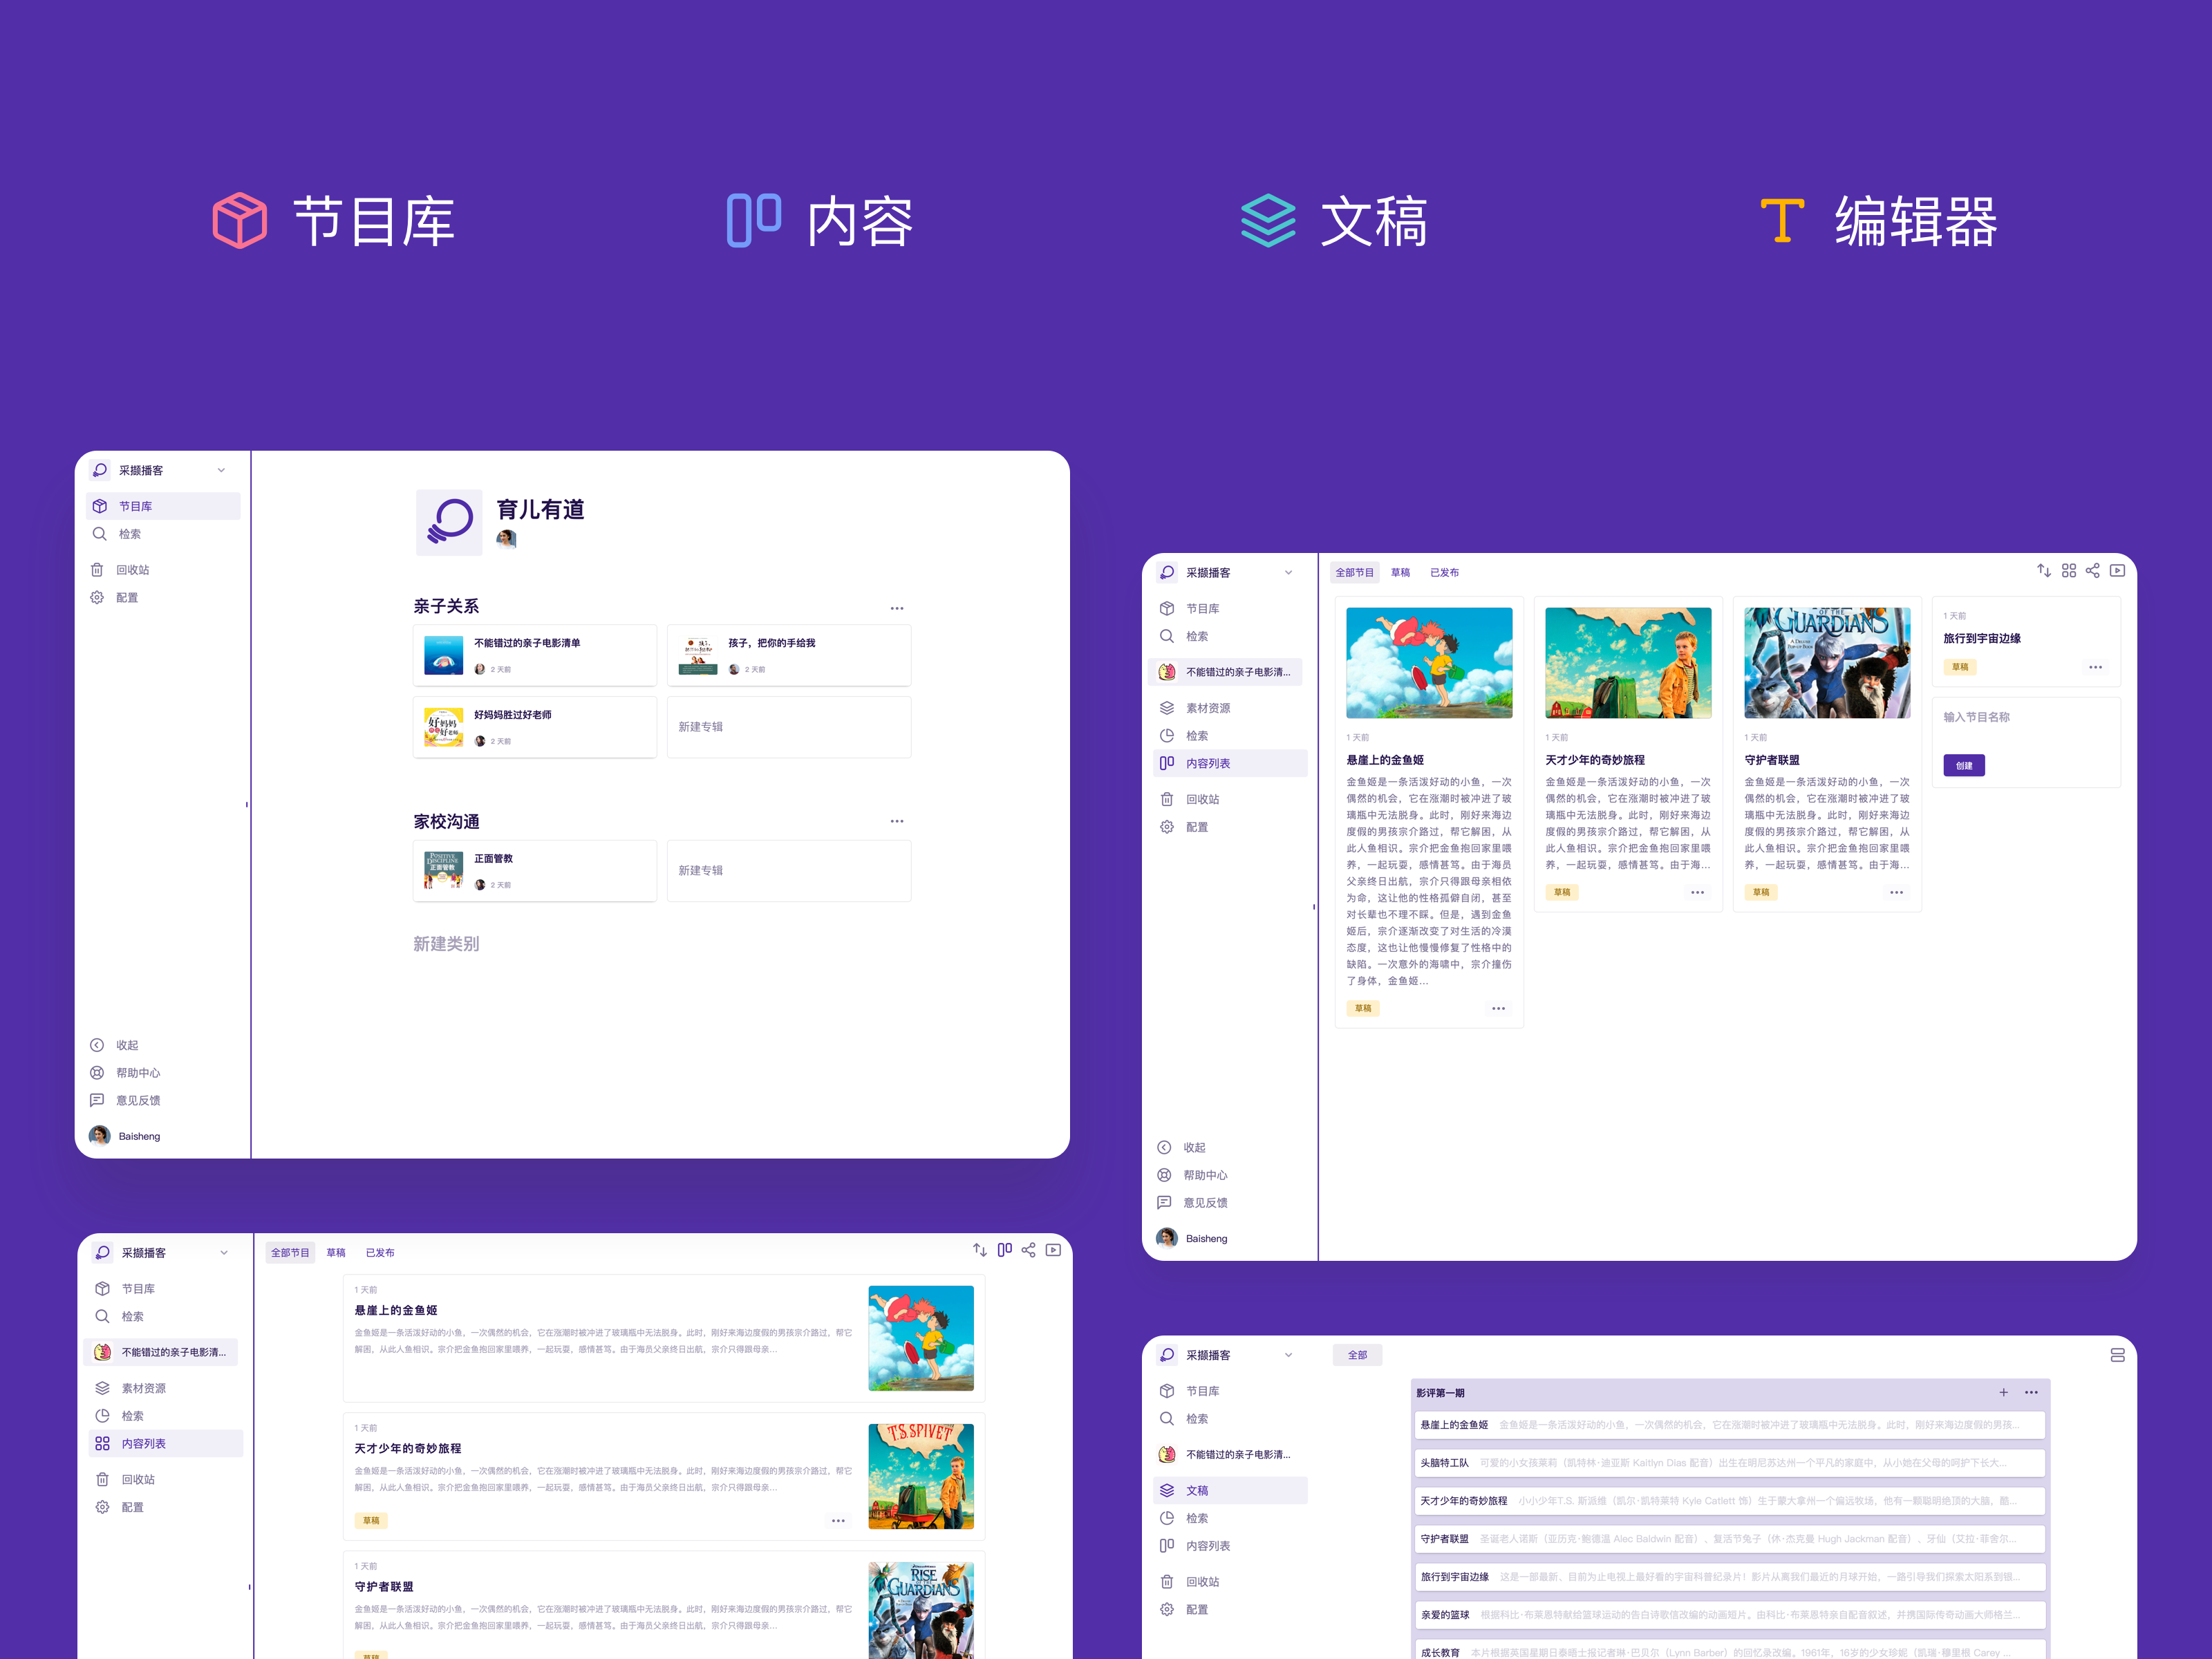 节目库
内容
文稿
编辑器
采撷播客
节目库
检索
回收站
配置
收起
帮助中心
意见反馈
Baisheng
育儿有道
亲子关系
不能错过的亲子电影清单
2 天前
孩子，把你的手给我
2 天前
好妈妈胜过好老师
2 天前
新建专辑
家校沟通
正面管教
2 天前
新建专辑
新建类别
采撷播客
节目库
检索
不能错过的亲子电影清...
素材资源
检索
内容列表
回收站
配置
收起
帮助中心
意见反馈
Baisheng
全部节目 草稿 已发布
1 天前
悬崖上的金鱼姬
金鱼姬是一条活泼好动的小鱼，一次
偶然的机会，它在涨潮时被冲进了玻
璃瓶中无法脱身。此时，刚好来海边
度假的男孩宗介路过，帮它解困，从
此人鱼相识。宗介把金鱼抱回家里喂
养，一起玩耍，感情甚笃。由于海员
父亲终日出航，宗介只得跟母亲相依
为命，这让他的性格孤僻自闭，甚至
对长辈也不理不睬。但是，遇到金鱼
姬后，宗介逐渐改变了对生活的冷漠
态度，这也让他慢慢修复了性格中的
缺陷。一次意外的海啸中，宗介撞伤
了身体，金鱼姬...
草稿
1 天前
天才少年的奇妙旅程
金鱼姬是一条活泼好动的小鱼，一次
偶然的机会，它在涨潮时被冲进了玻
璃瓶中无法脱身。此时，刚好来海边
度假的男孩宗介路过，帮它解困，从
此人鱼相识。宗介把金鱼抱回家里喂
养，一起玩耍，感情甚笃。由于海...
草稿
GUARDIANS
1 天前
守护者联盟
金鱼姬是一条活泼好动的小鱼，一次
偶然的机会，它在涨潮时被冲进了玻
璃瓶中无法脱身。此时，刚好来海边
度假的男孩宗介路过，帮它解困，从
此人鱼相识。宗介把金鱼抱回家里喂
养，一起玩耍，感情甚笃。由于海...
草稿
1 天前
旅行到宇宙边缘
草稿
输入节目名称
创建
采撷播客
节目库
检索
不能错过的亲子电影清...
素材资源
检索
内容列表
回收站
配置
全部节目 草稿 已发布
1 天前
悬崖上的金鱼姬
金鱼姬是一条活泼好动的小鱼，一次偶然的机会，它在涨潮时被冲进了玻璃瓶中无法脱身。此时，刚好来海边度假的男孩宗介路过，帮它
解困，从此人鱼相识。宗介把金鱼抱回家里喂养，一起玩耍，感情甚笃。由于海员父亲终日出航，宗介只得跟母亲...
1 天前
天才少年的奇妙旅程
金鱼姬是一条活泼好动的小鱼，一次偶然的机会，它在涨潮时被冲进了玻璃瓶中无法脱身。此时，刚好来海边度假的男孩宗介路过，帮它
解困，从此人鱼相识。宗介把金鱼抱回家里喂养，一起玩耍，感情甚笃。由于海员父亲终日出航，宗介只得跟母亲...
草稿
T.S. SPIVET
1 天前
守护者联盟
金鱼姬是一条活泼好动的小鱼，一次偶然的机会，它在涨潮时被冲进了玻璃瓶中无法脱身。此时，刚好来海边度假的男孩宗介路过，帮它
解困，从此人鱼相识。宗介把金鱼抱回家里喂养，一起玩耍，感情甚笃。由于海员父亲终日出航，宗介只得跟母亲...
草稿
RISE
GUARDIANS
采撷播客
节目库
检索
不能错过的亲子电影清...
文稿
检索
内容列表
回收站
配置
全部
影评第一期
悬崖上的金鱼姬 金鱼姬是一条活泼好动的小鱼，一次偶然的机会，它在涨潮时被冲进了玻璃瓶中无法脱身。此时，刚好来海边度假的男孩...
头脑特工队 可爱的小女孩莱莉（凯特林·迪亚斯 Kaitlyn Dias 配音）出生在明尼苏达州一个平凡的家庭中，从小她在父母的呵护下长大...
天才少年的奇妙旅程 小小少年T.S. 斯派维（凯尔·凯特莱特 Kyle Catlett 饰）生于蒙大拿州一个偏远牧场，他有一颗聪明绝顶的大脑，酷...
守护者联盟 圣诞老人诺斯（亚历克·鲍德温 Alec Baldwin 配音）、复活节兔子（休·杰克曼 Hugh Jackman 配音）、牙仙（艾拉·菲舍尔...
旅行到宇宙边缘 这是一部最新，目前为止电视上最好看的宇宙科普纪录片！影片从离我们最近的月球开始，一路引导我们探索太阳系到银...
亲爱的篮球 根据科比·布莱恩特献给篮球运动的告白诗歌信改编的动画短片。由科比·布莱恩特亲自配音叙述，并携国际传奇动画大师格兰...
成长教育 本片根据英国星期日泰晤士报记者琳·巴贝尔（Lynn Barber）的回忆录改编。1961年，16岁的少女珍妮（凯瑞·穆里根 Carey ...